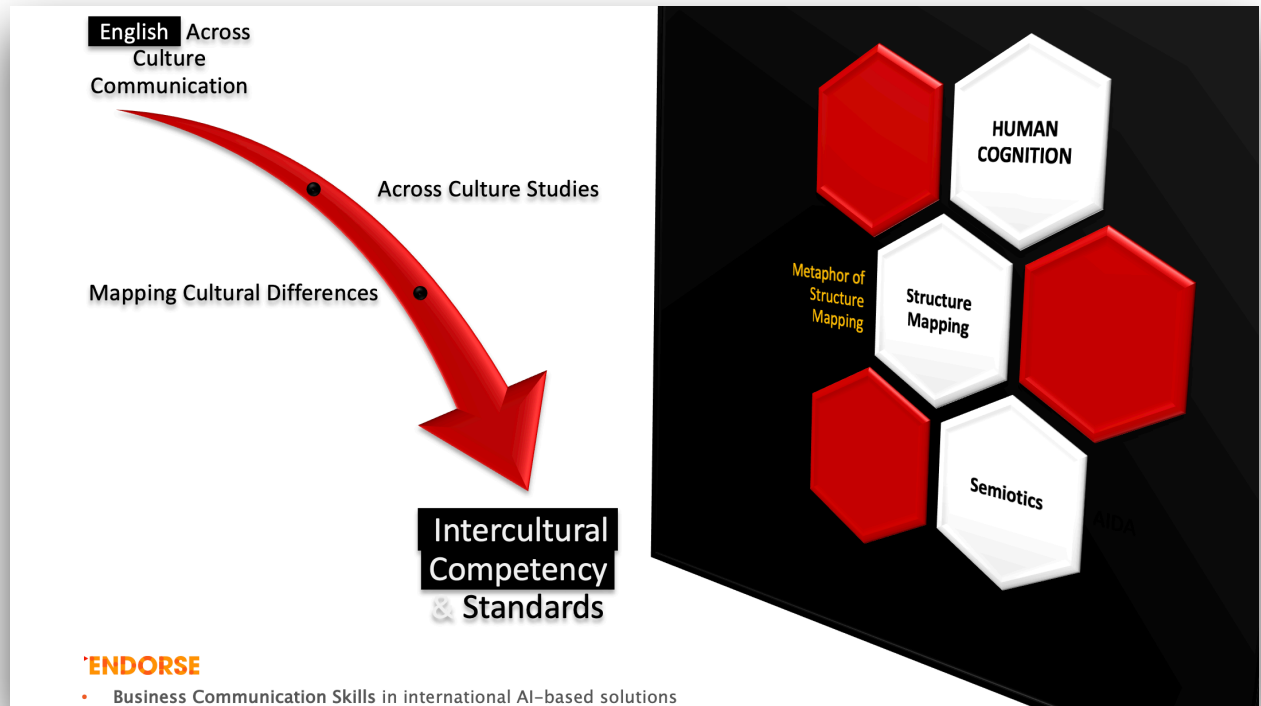 English Across
Culture
Communication
Across Culture Studies
Mapping Cultural Differences
Intercultural
Competency
& Standards
HUMAN
COGNITION
Metaphor of
Structure
Mapping
Structure
Mapping
Semiotics
AIDA
ENDORSE
• Business Communication Skills in international AI-based solutions